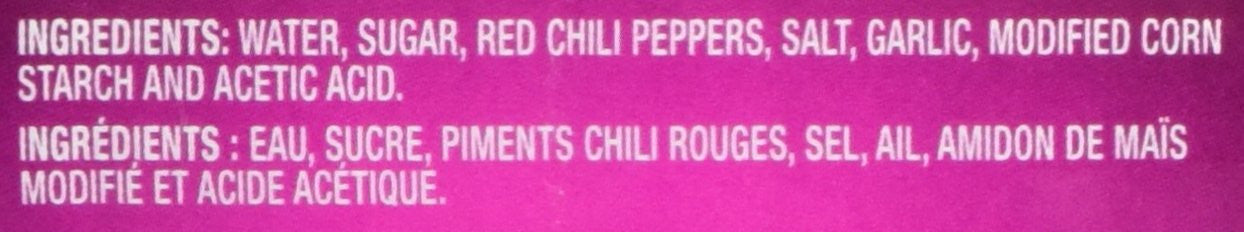 INGREDIENTS: WATER, SUGAR, RED CHILI PEPPERS, SALT, GARLIC, MODIFIED CORN
STARCH AND ACETIC ACID.
INGRÉDIENTS : EAU, SUCRE, PIMENTS CHILI ROUGES, SEL, AIL, AMIDON DE MAÏS
MODIFIÉ ET ACIDE ACÉTIQUE.